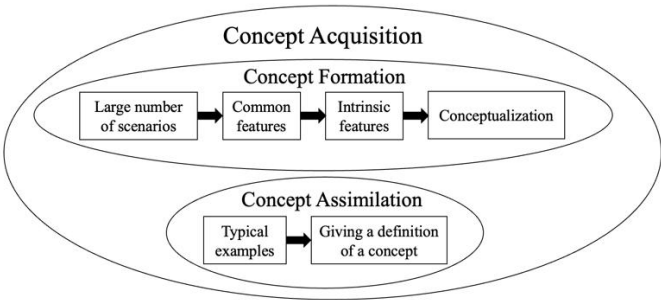 Concept Acquisition
Concept Formation
Large number
of scenarios
Common
features
Intrinsic
features
Conceptualization
Concept Assimilation
Typical
examples
Giving a definition
of a concept